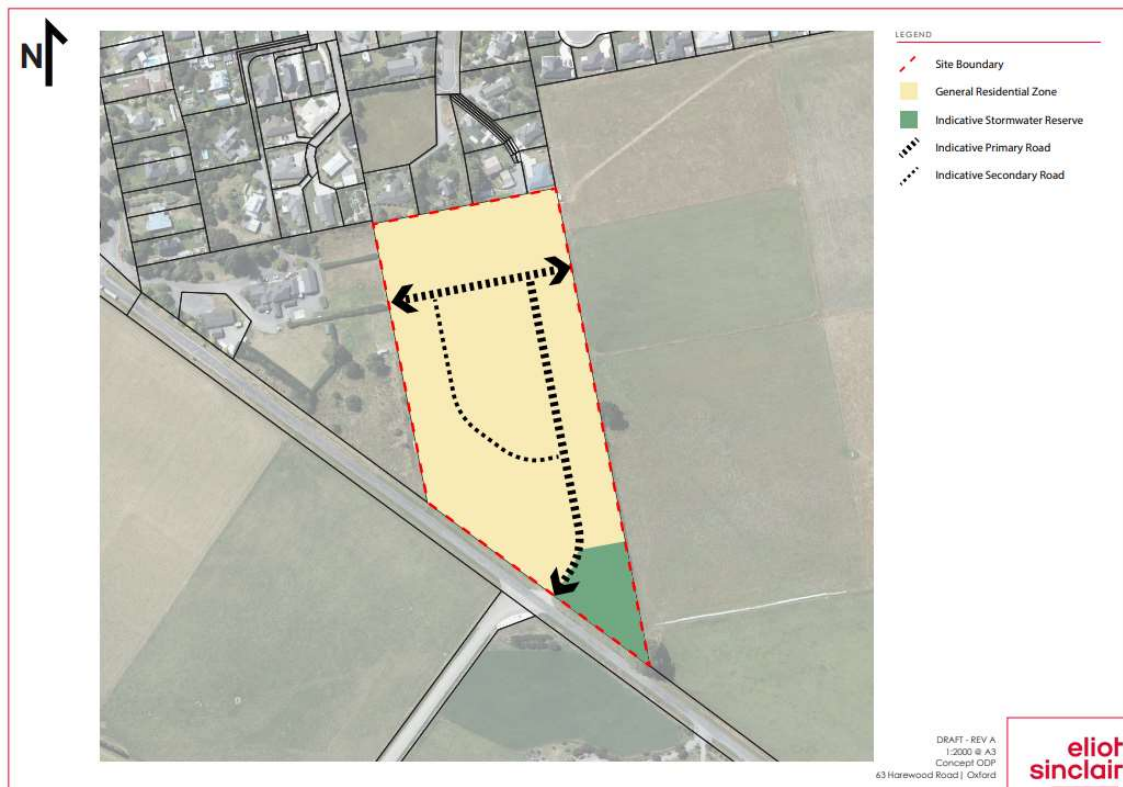 N
LEGEND
Site Boundary
General Residential Zone
Indicative Stormwater Reserve
Indicative Primary Road
Indicative Secondary Road
DRAFT - REV A
1:2000 @ A3
Concept ODP
63 Harewood Road | Oxford
eliot
sinclair